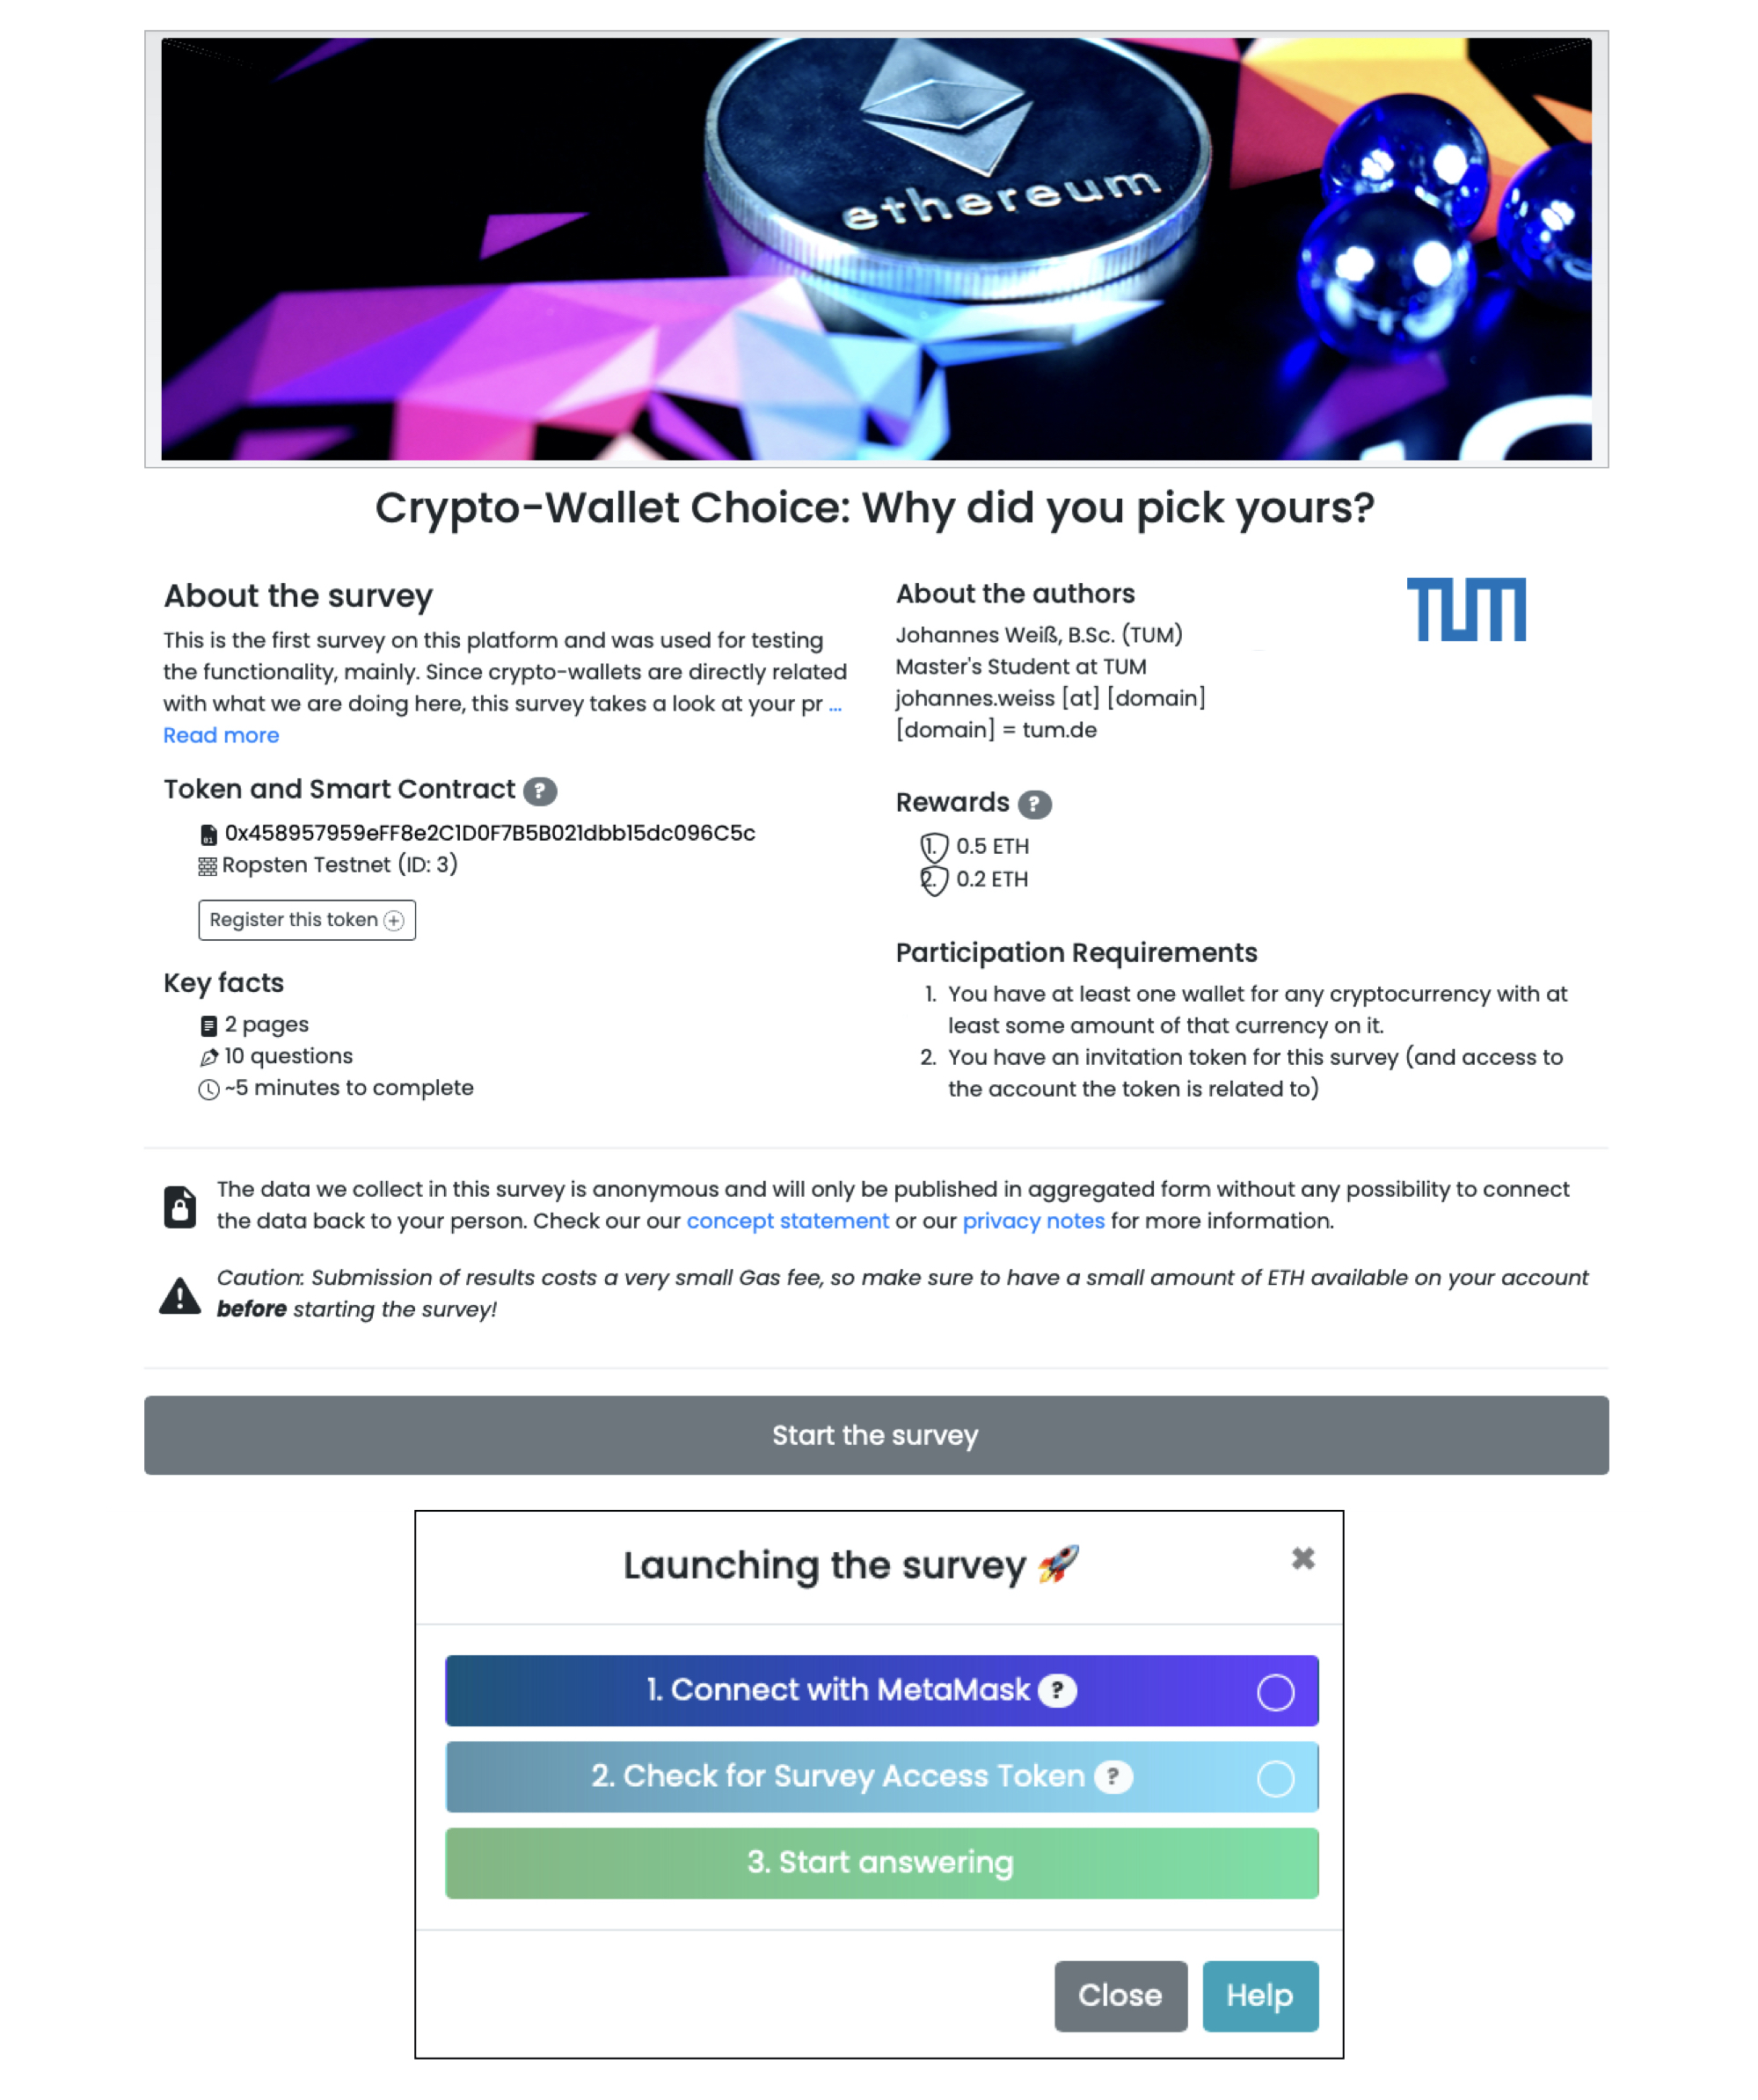 ethereum
Crypto-Wallet Choice: Why did you pick yours?
About the survey
This is the first survey on this platform and was used for testing
the functionality, mainly. Since crypto-wallets are directly related
with what we are doing here, this survey takes a look at your pr ...
Read more
Token and Smart Contract ?
0x458957959eFF8e2C1D0F7B5B021dbb15dc096C5c
Ropsten Testnet (ID: 3)
Register this token
Key facts
2 pages
10 questions
~5 minutes to complete
About the authors
TUM
Johannes Weiß, B.Sc. (TUM)
Master's Student at TUM
johannes.weiss [at] [domain]
[domain] = tum.de
Rewards ?
1. 0.5 ETH
2. 0.2 ETH
Participation Requirements
1. You have at least one wallet for any cryptocurrency with at
least some amount of that currency on it.
2. You have an invitation token for this survey (and access to
the account the token is related to)
The data we collect in this survey is anonymous and will only be published in aggregated form without any possibility to connect
the data back to your person. Check our our concept statement or our privacy notes for more information.
Caution: Submission of results costs a very small Gas fee, so make sure to have a small amount of ETH available on your account
before starting the survey!
Start the survey
Launching the survey 🚀
1. Connect with MetaMask ?
2. Check for Survey Access Token ?
3. Start answering
Close Help